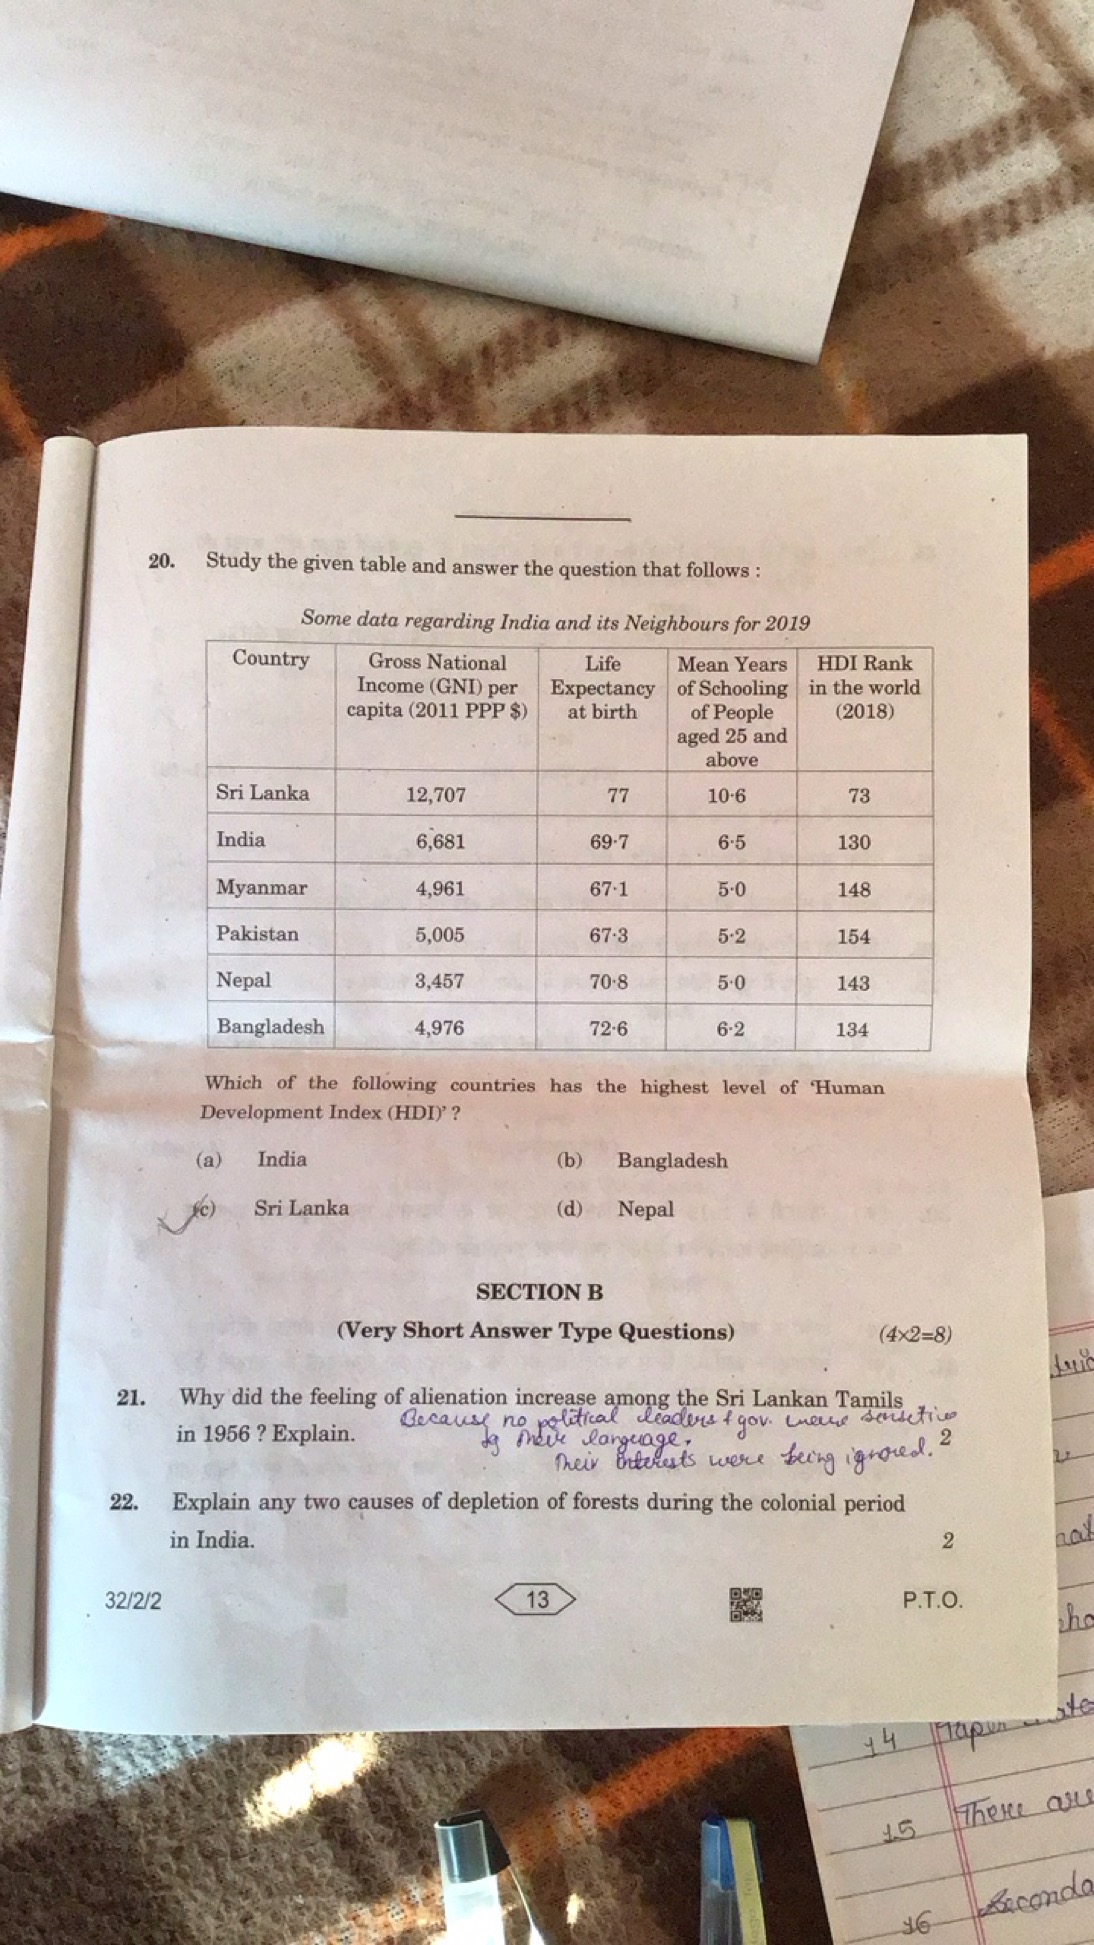 20. Study the given table and answer the question that follows :
Some data regarding India and its Neighbours for 2019
Country Gross National Income (GNI) per capita (2011 PPP $) Life Expectancy at birth Mean Years of Schooling of People aged 25 and above HDI Rank in the world (2018)
Sri Lanka 12,707 77 10·6 73
India 6,681 69·7 6·5 130
Myanmar 4,961 67·1 5·0 148
Pakistan 5,005 67·3 5·2 154
Nepal 3,457 70·8 5·0 143
Bangladesh 4,976 72·6 6·2 134
Which of the following countries has the highest level of ‘Human
Development Index (HDI)’ ?
(a) India (b) Bangladesh
(c) Sri Lanka (d) Nepal
SECTION B
(Very Short Answer Type Questions) (4×2=8)
21. Why did the feeling of alienation increase among the Sri Lankan Tamils
Because no political leaders & gov. were sensetive
in 1956 ? Explain. 2
their language.
Their interests were being ignored.
22. Explain any two causes of depletion of forests during the colonial period
in India. 2
32/2/2 13 P.T.O.
14
15 There are
16 Seconda